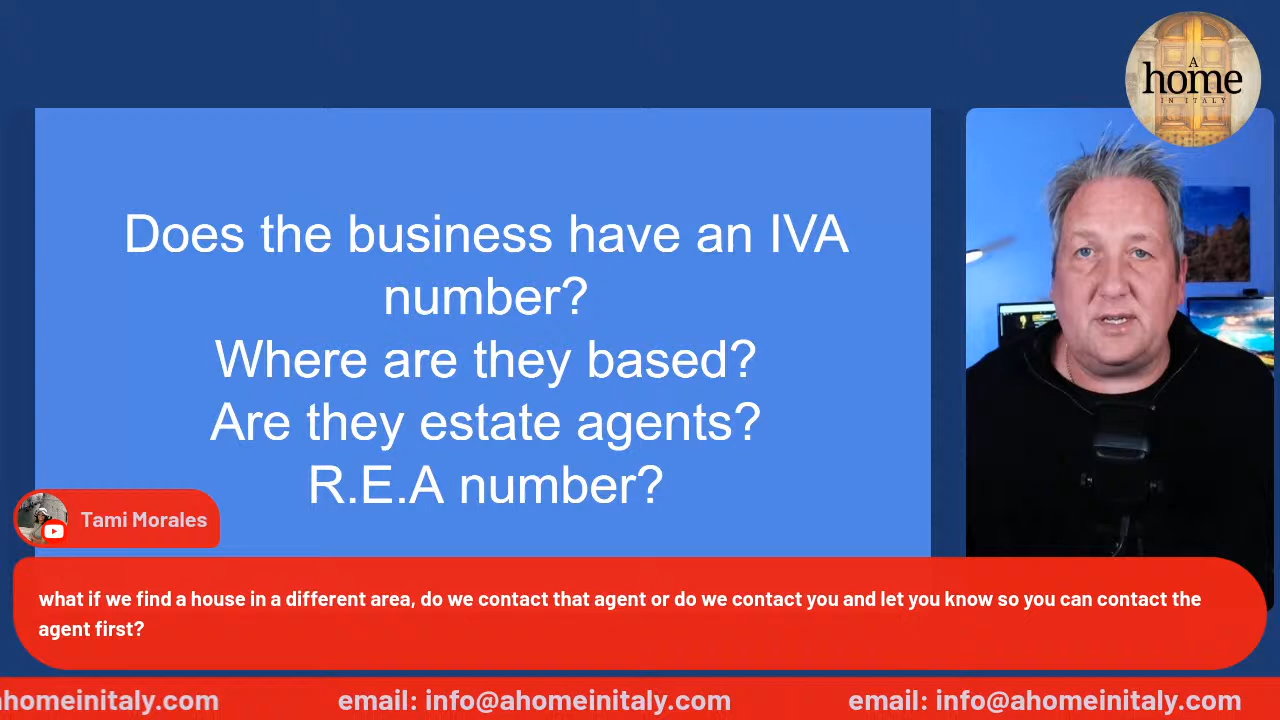 A
home
IN ITALY
Does the business have an IVA
number?
Where are they based?
Are they estate agents?
R.E.A number?
Tami Morales
what if we find a house in a different area, do we contact that agent or do we contact you and let you know so you can contact the
agent first?
ahomeinitaly.com email: info@ahomeinitaly.com email: info@ahomeinitaly.com